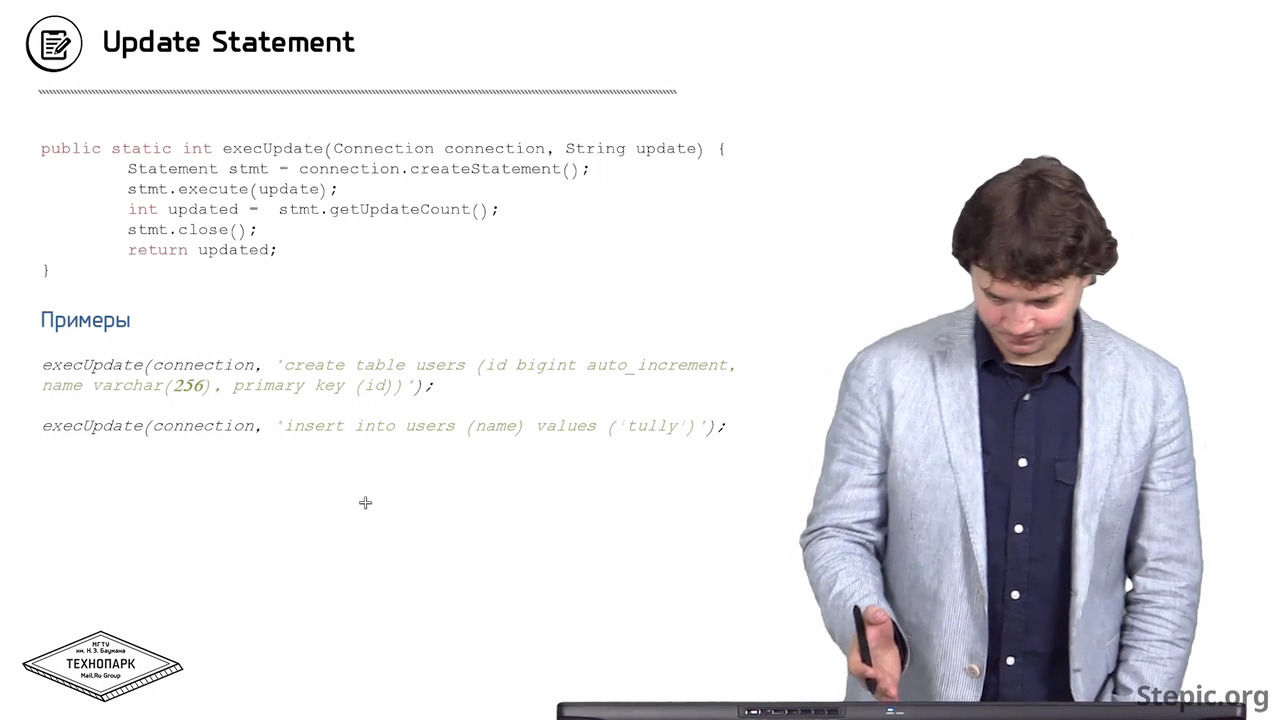 Update Statement
public static int execUpdate(Connection connection, String update) {
Statement stmt = connection.createStatement();
stmt.execute(update);
int updated =  stmt.getUpdateCount();
stmt.close();
return updated;
}
Примеры
execUpdate(connection, "create table users (id bigint auto_increment,
name varchar(256), primary key (id))");
execUpdate(connection, "insert into users (name) values ('tully')");
МГТУ
им. Н.Э. Баумана
ТЕХНОПАРК
Mail.Ru Group
Stepic.org